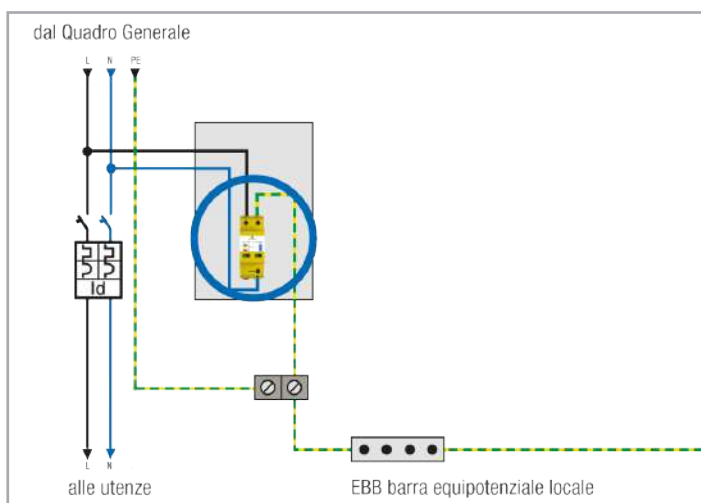 dal Quadro Generale
L N PE
Id
L N
alle utenze
EBB barra equipotenziale locale